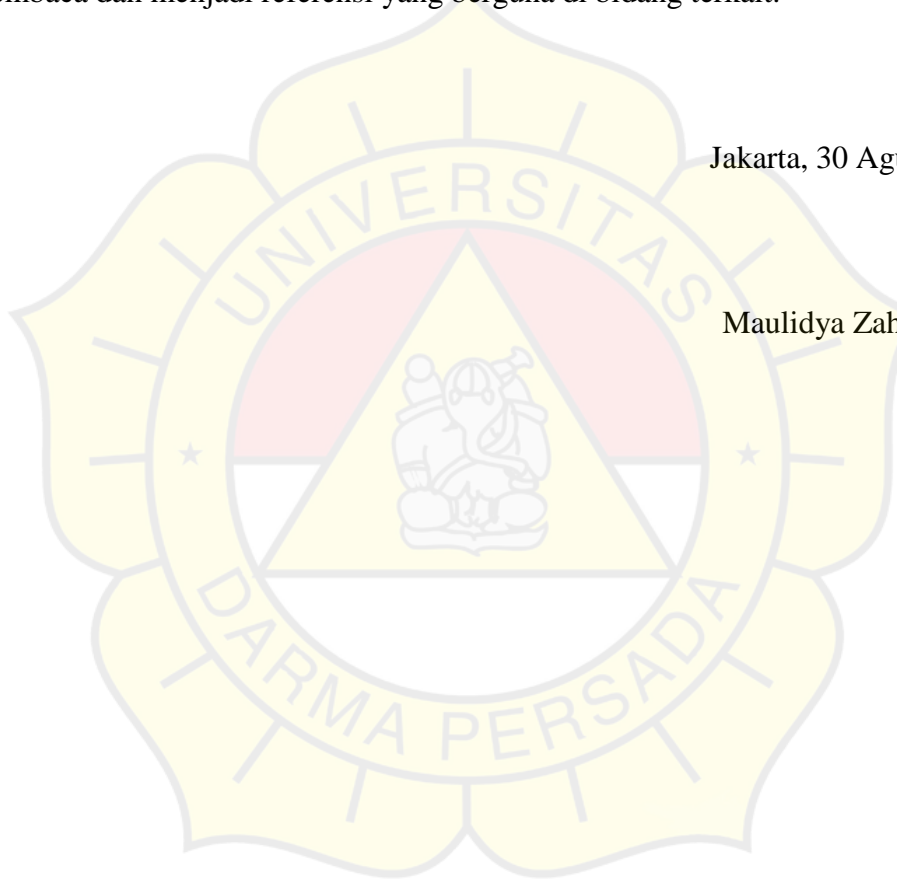 dan menjadi referensi yang berguna di bidang terkait.
Jakarta, 30
Maulidya
UNIVERSITAS
DARMA PERSADA